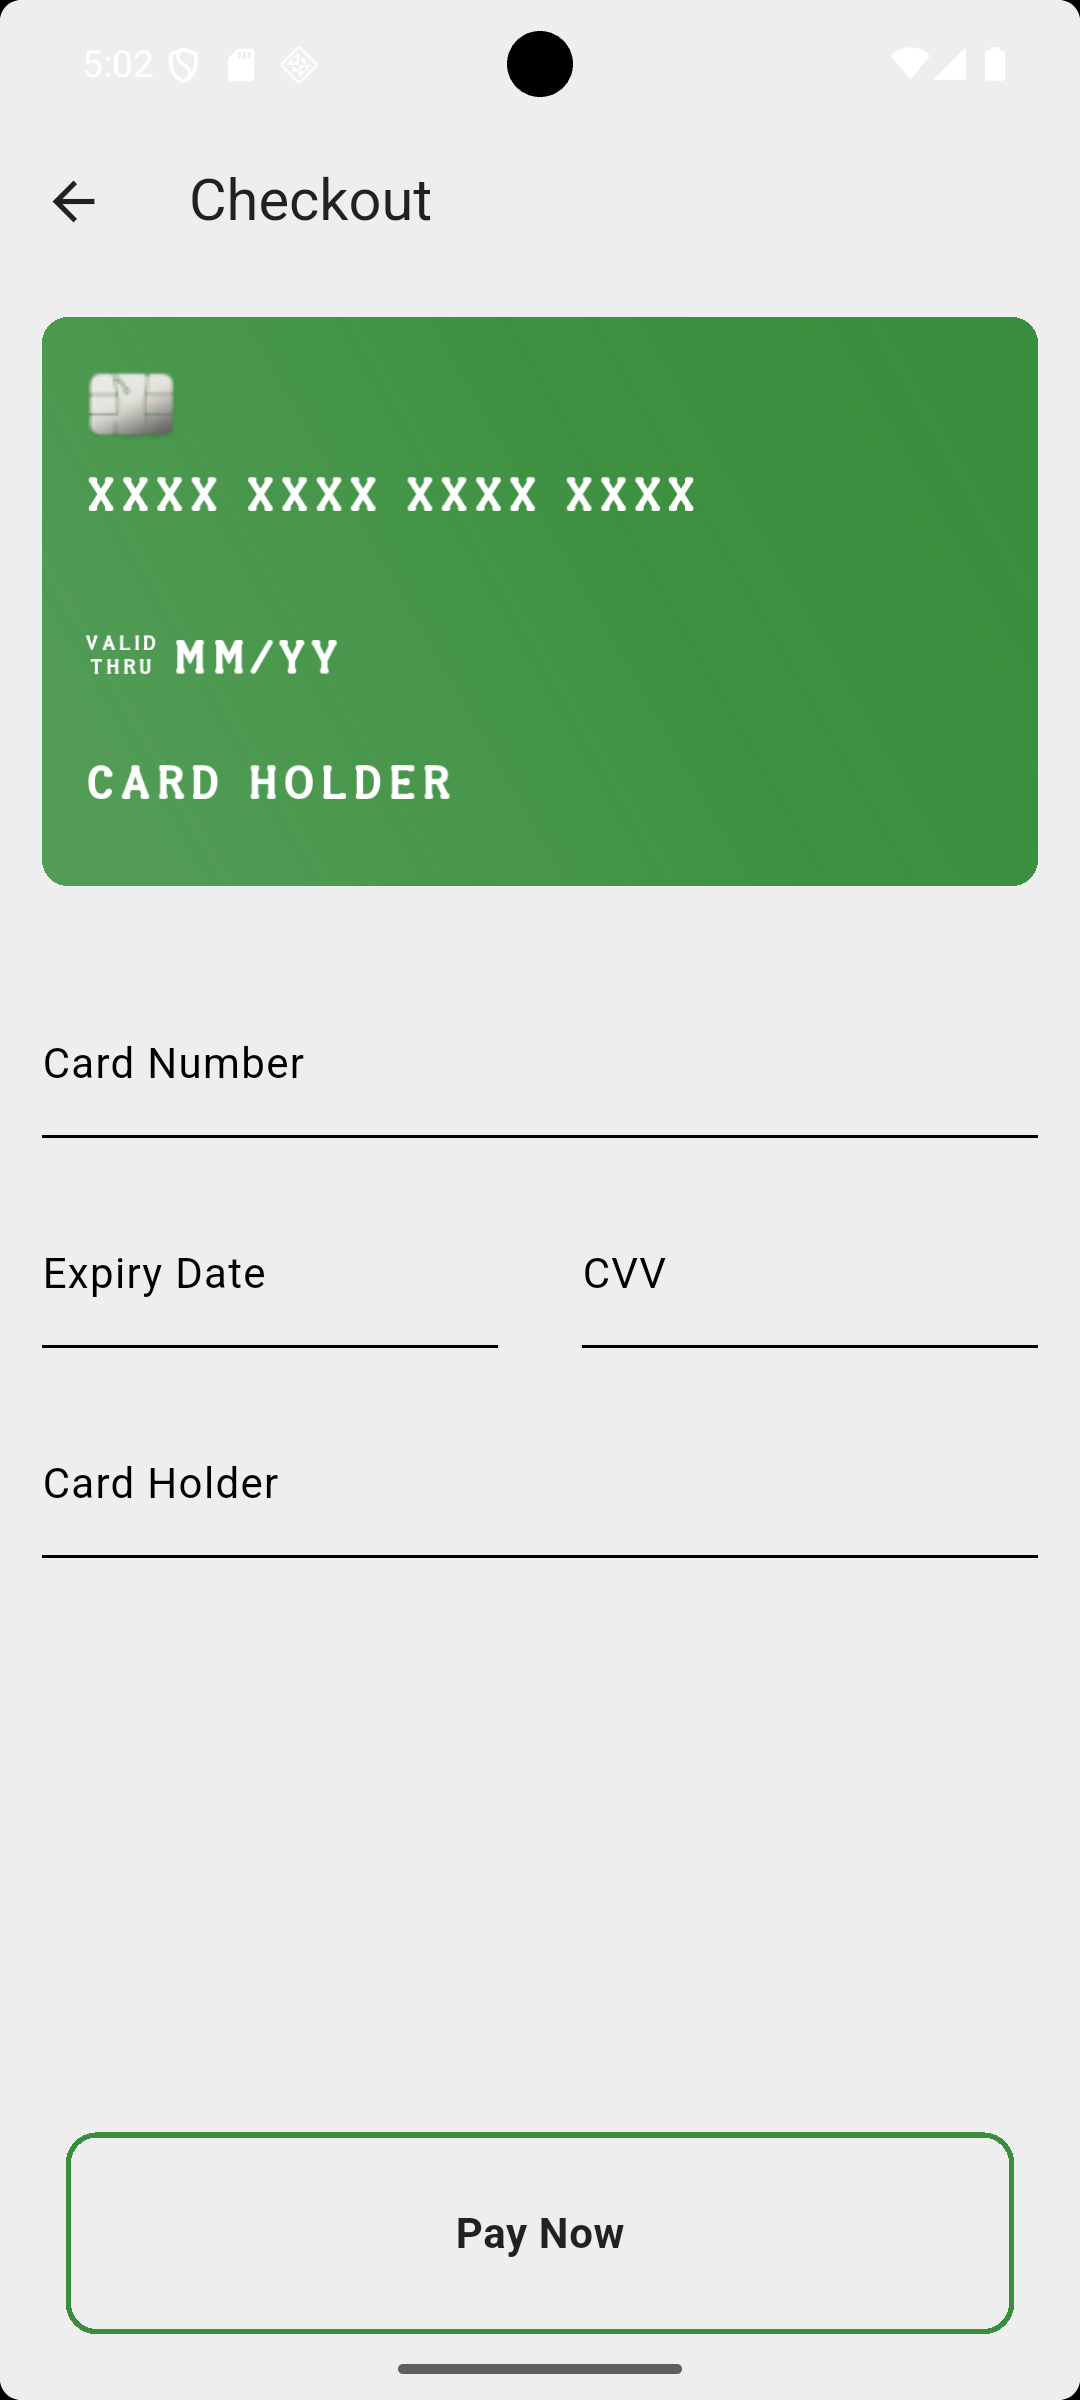 5:02
Checkout
XXXX XXXX XXXX XXXX
VALID
THRU MM/YY
CARD HOLDER
Card Number
Expiry Date CVV
Card Holder
Pay Now